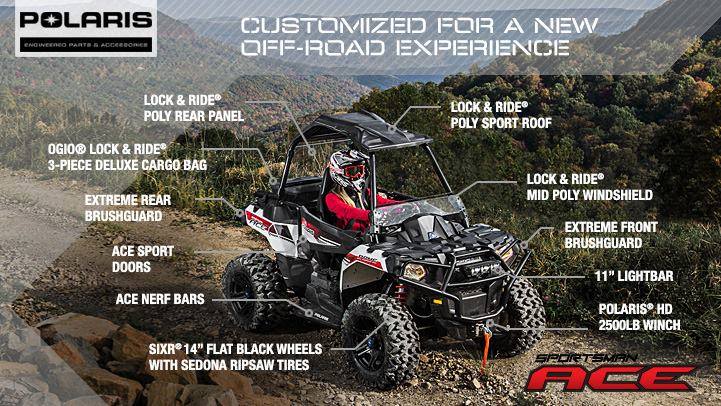 POLARIS
ENGINEERED PARTS & ACCESSORIES
CUSTOMIZED FOR A NEW
OFF-ROAD EXPERIENCE
LOCK & RIDE®
POLY REAR PANEL
LOCK & RIDE®
POLY SPORT ROOF
OGIO® LOCK & RIDE®
3-PIECE DELUXE CARGO BAG
LOCK & RIDE®
MID POLY WINDSHIELD
EXTREME REAR
BRUSHGUARD
EXTREME FRONT
BRUSHGUARD
ACE SPORT
DOORS
11" LIGHTBAR
ACE NERF BARS
POLARIS® HD
2500LB WINCH
SIXR® 14" FLAT BLACK WHEELS
WITH SEDONA RIPSAW TIRES
SPORTSMAN
ACE
ACE
POLARIS